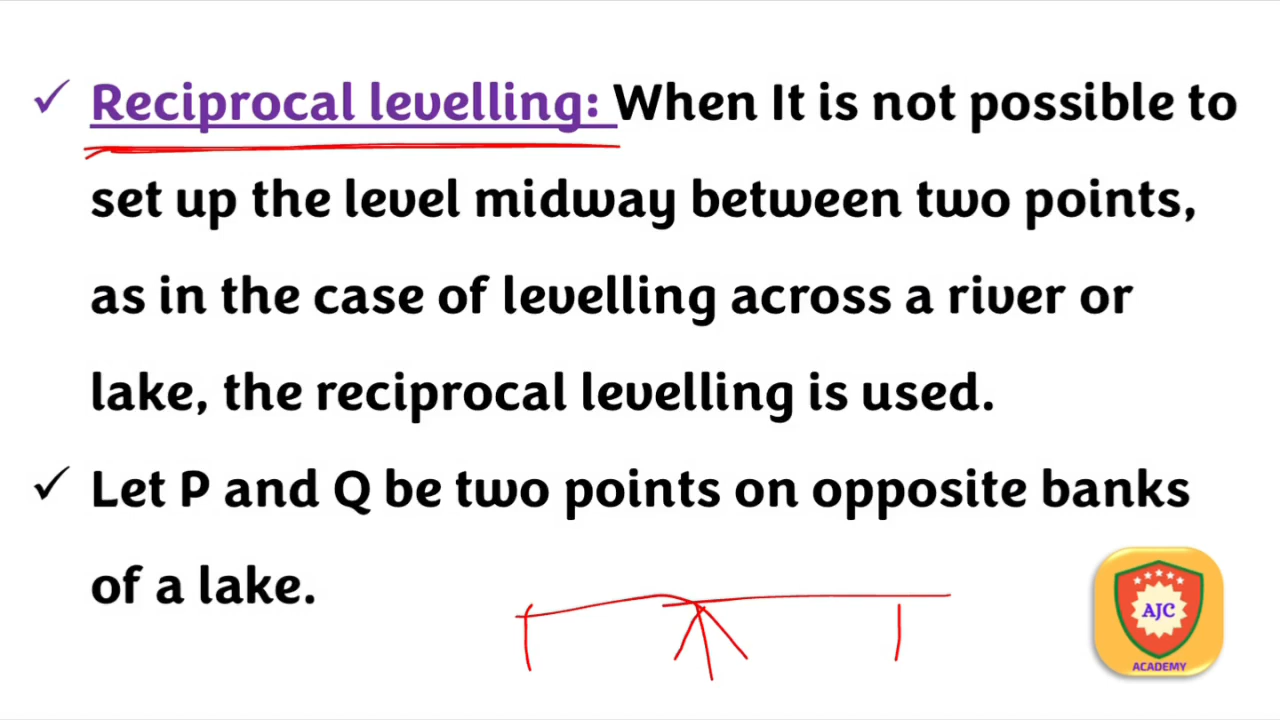 ✓ Reciprocal levelling: When It is not possible to
set up the level midway between two points,
as in the case of levelling across a river or
lake, the reciprocal levelling is used.
✓ Let P and Q be two points on opposite banks
of a lake.
AJC
ACADEMY